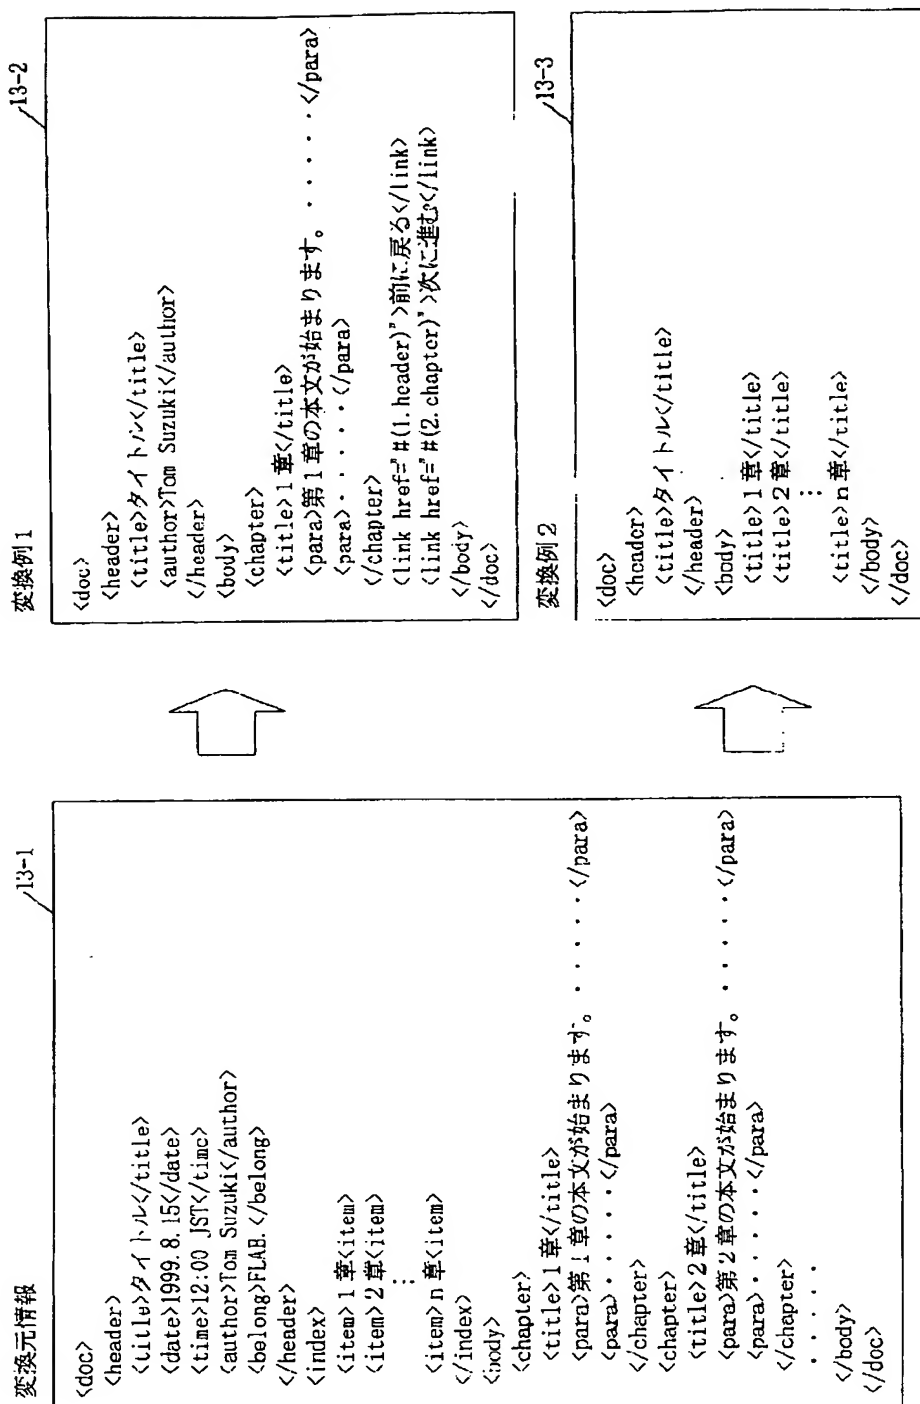 変換元情報
13-1
<doc>
<header>
<title>タイトル</title>
<date>1999. 8. 15</date>
<time>12:00 JST</time>
<author>Tom Suzuki</author>
<belong>FLAB. </belong>
</header>
<index>
<item>1章<item>
<item>2章<item>
⋮
<item>n章<item>
</index>
<body>
<chapter>
<title>1章</title>
<para>第1章の本文が始まります。・・・・・・</para>
<para>・・・・・・</para>
</chapter>
<chapter>
<title>2章</title>
<para>第2章の本文が始まります。・・・・・・</para>
<para>・・・・・・</para>
</chapter>
・・・・・
</body>
</doc>
変換例1
13-2
<doc>
<header>
<title>タイトル</title>
<author>Tom Suzuki</author>
</header>
<body>
<chapter>
<title>1章</title>
<para>第1章の本文が始まります。・・・・・・</para>
<para>・・・・・・</para>
</chapter>
<link href="#(1. header)">前に戻る</link>
<link href="#(2. chapter)">次に進む</link>
</body>
</doc>
変換例2
13-3
<doc>
<header>
<title>タイトル</title>
</header>
<body>
<title>1章</title>
<title>2章</title>
⋮
<title>n章</title>
</body>
</doc>